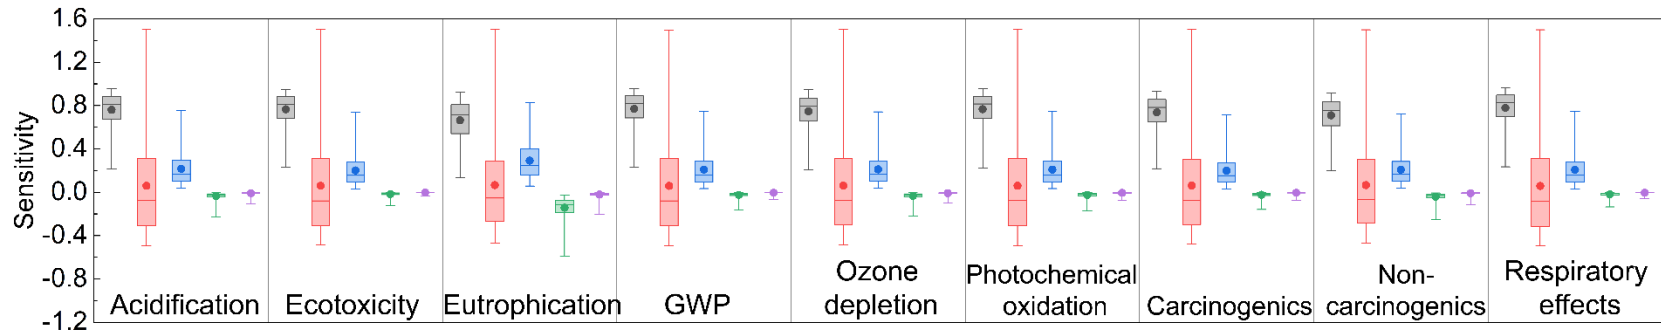 Sensitivity
1.6
1.2
0.8
0.4
0.0
-0.4
-0.8
-1.2
Acidification
Ecotoxicity
Eutrophication
GWP
Ozone
depletion
Photochemical
oxidation
Carcinogenics
Non-
carcinogenics
Respiratory
effects